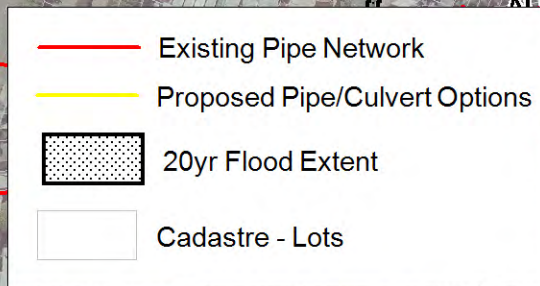 Existing Pipe Network
Proposed Pipe/Culvert Options
20yr Flood Extent
Cadastre - Lots